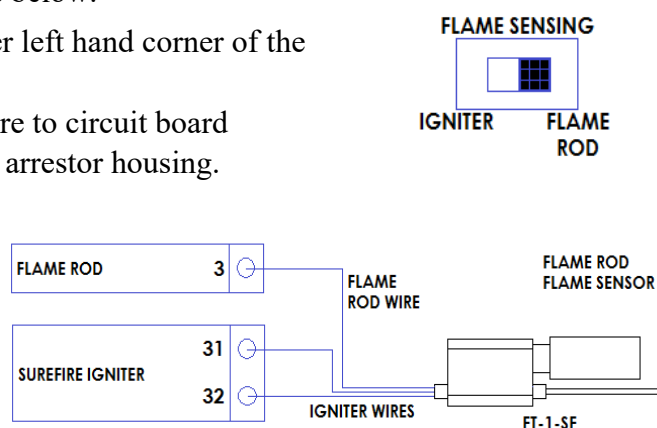 below.
er left hand corner of the
re to circuit board
arrestor housing.
FLAME SENSING
IGNITER
FLAME
ROD
FLAME ROD
3
FLAME
ROD WIRE
FLAME ROD
FLAME SENSOR
SUREFIRE IGNITER
31
32
IGNITER WIRES
FT-1-SF